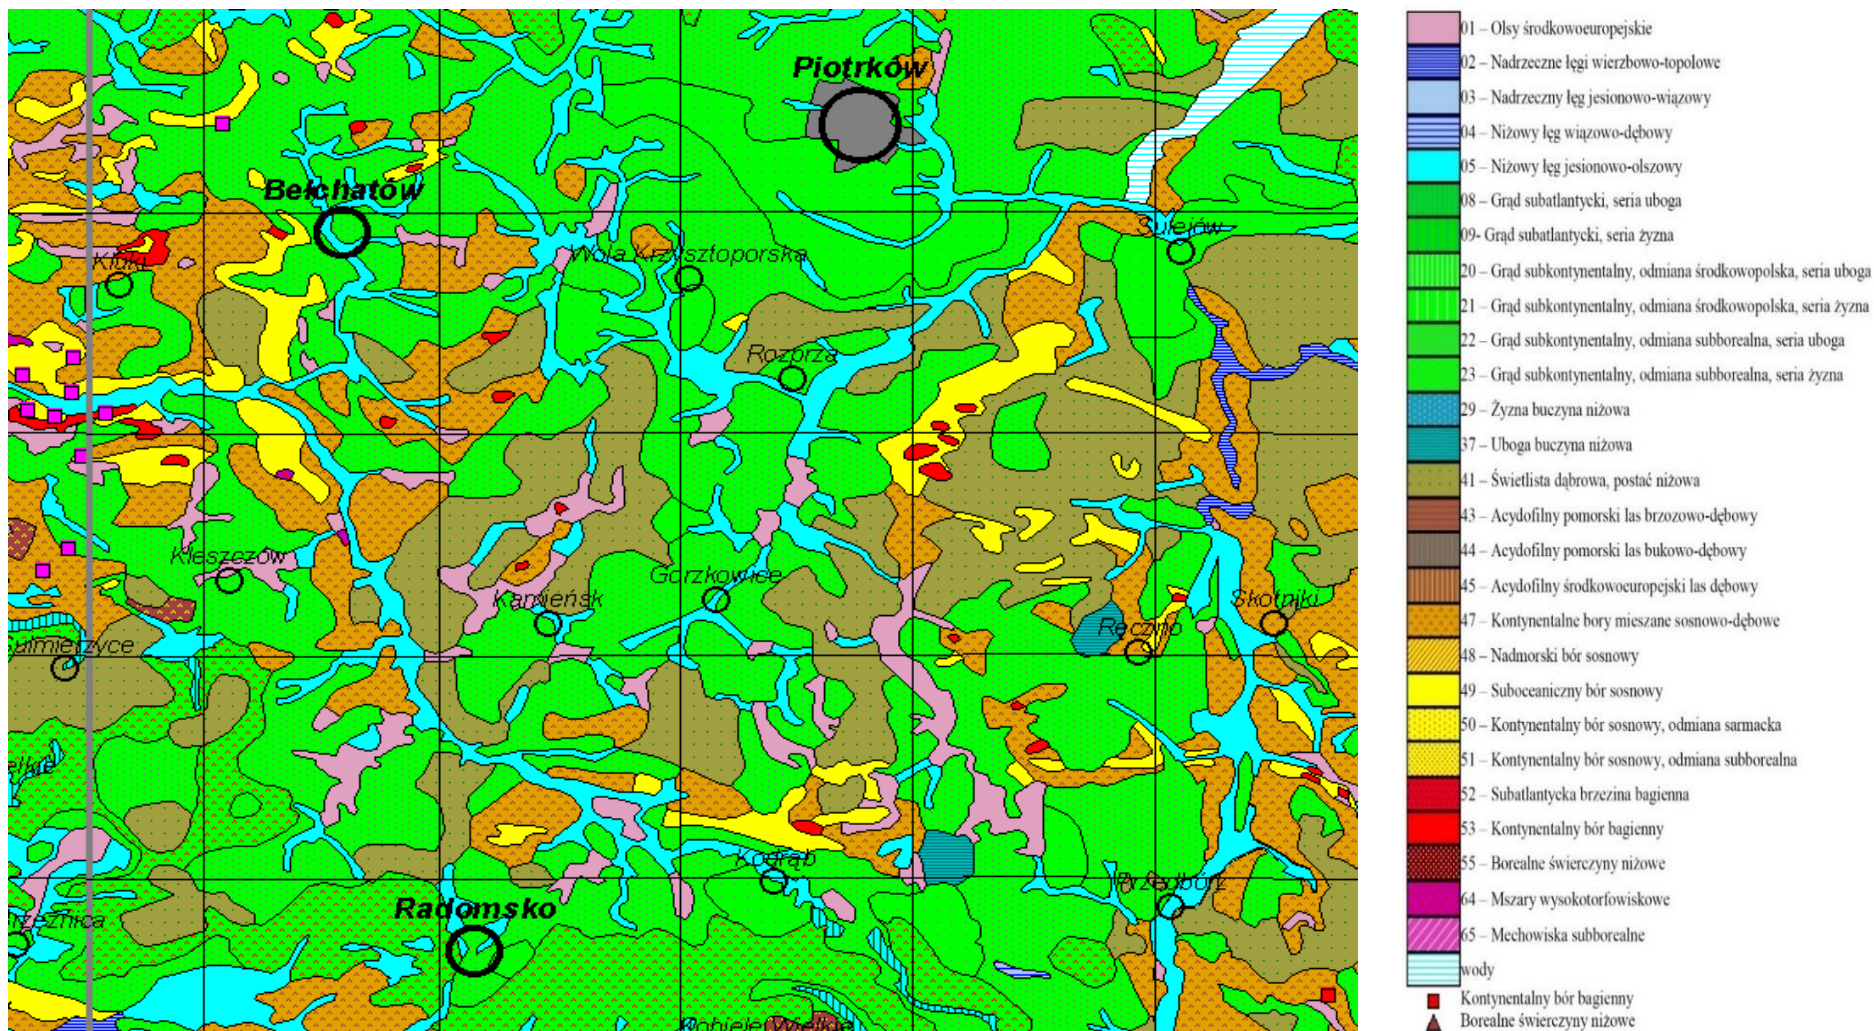 Piotrków
Bełchatów
Sulejów
Wola Krzysztoporska
Kluki
Rozprza
Kleszczów
Gorzkowice
Kamieńsk
Skotniki
Ręczno
Sulmierzyce
elkie
Kodrąb
Przedbórz
Radomsko
rzeźnica
Kobiele Wielkie
01 – Olsy środkowoeuropejskie
02 – Nadrzeczne łęgi wierzbowo-topolowe
03 – Nadrzeczny łęg jesionowo-wiązowy
04 – Niżowy łęg wiązowo-dębowy
05 – Niżowy łęg jesionowo-olszowy
08 – Grąd subatlantycki, seria uboga
09- Grąd subatlantycki, seria żyzna
20 – Grąd subkontynentalny, odmiana środkowopolska, seria uboga
21 – Grąd subkontynentalny, odmiana środkowopolska, seria żyzna
22 – Grąd subkontynentalny, odmiana subborealna, seria uboga
23 – Grąd subkontynentalny, odmiana subborealna, seria żyzna
29 – Żyzna buczyna niżowa
37 – Uboga buczyna niżowa
41 – Świetlista dąbrowa, postać niżowa
43 – Acydofilny pomorski las brzozowo-dębowy
44 – Acydofilny pomorski las bukowo-dębowy
45 – Acydofilny środkowoeuropejski las dębowy
47 – Kontynentalne bory mieszane sosnowo-dębowe
48 – Nadmorski bór sosnowy
49 – Suboceaniczny bór sosnowy
50 – Kontynentalny bór sosnowy, odmiana sarmacka
51 – Kontynentalny bór sosnowy, odmiana subborealna
52 – Subatlantycka brzezina bagienna
53 – Kontynentalny bór bagienny
55 – Borealne świerczyny niżowe
64 – Mszary wysokotorfowiskowe
65 – Mechowiska subborealne
wody
Kontynentalny bór bagienny
Borealne świerczyny niżowe